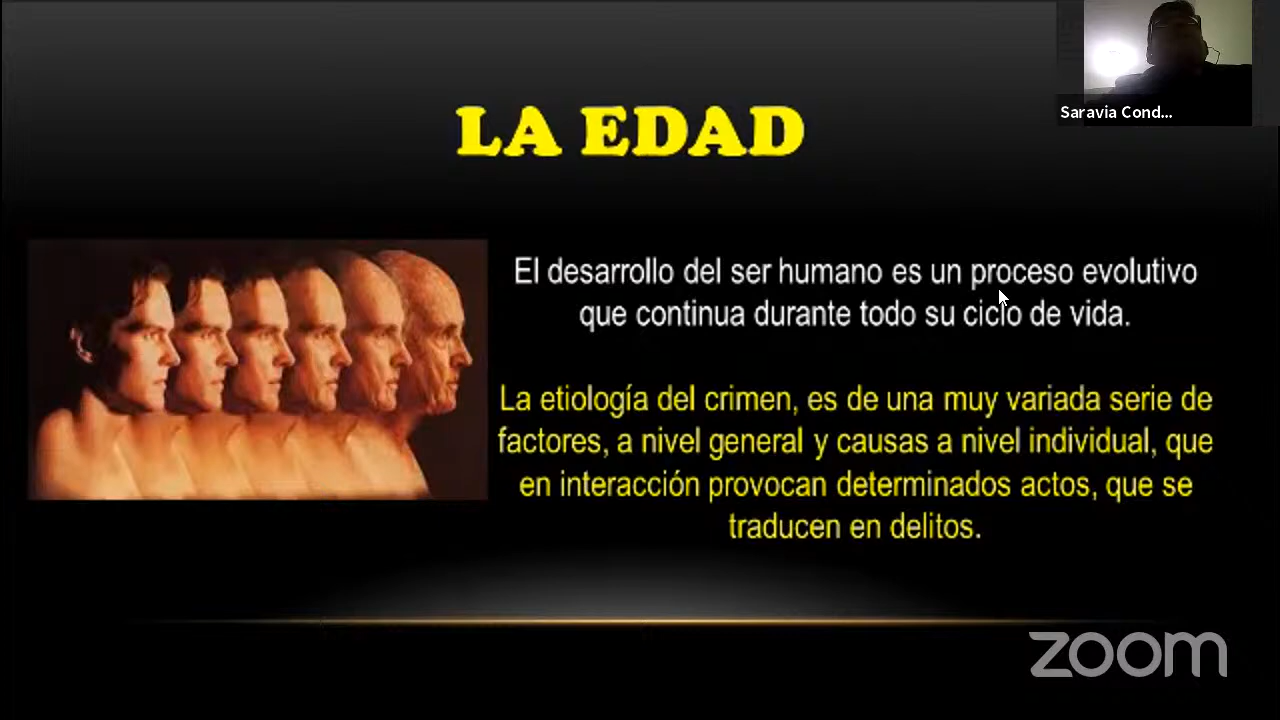 Saravia Cond...
LA EDAD
El desarrollo del ser humano es un proceso evolutivo
que continua durante todo su ciclo de vida.
La etiología del crimen, es de una muy variada serie de
factores, a nivel general y causas a nivel individual, que
en interacción provocan determinados actos, que se
traducen en delitos.
zoom